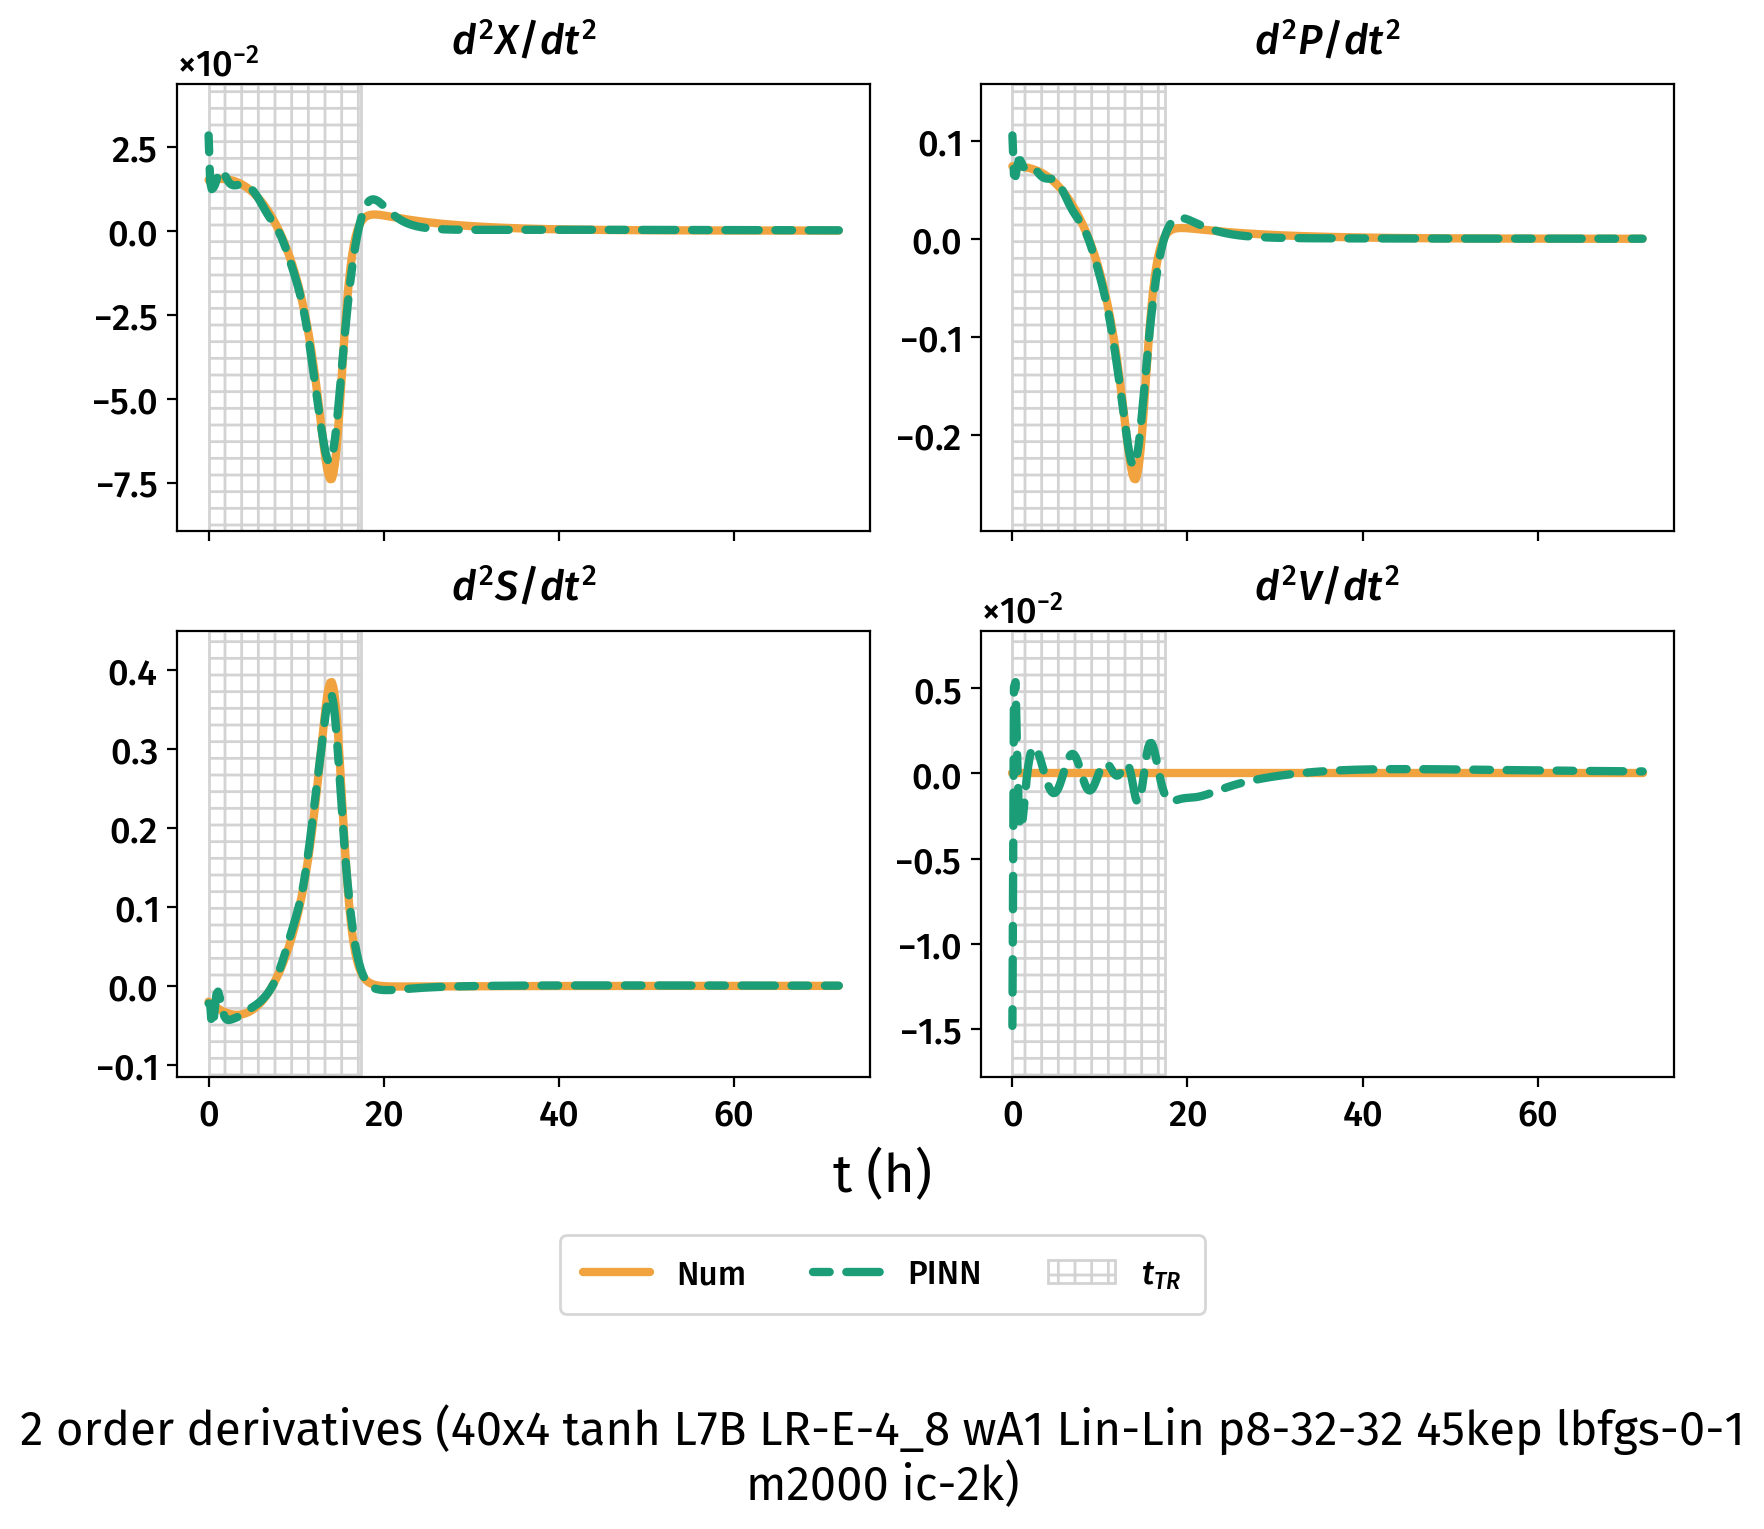 d²X/dt²
d²P/dt²
×10⁻²
2.5
0.0
−2.5
−5.0
−7.5
0.1
0.0
−0.1
−0.2
d²S/dt²
d²V/dt²
×10⁻²
0.4
0.3
0.2
0.1
0.0
−0.1
0.5
0.0
−0.5
−1.0
−1.5
0 20 40 60
0 20 40 60
t (h)
Num PINN t_TR
2 order derivatives (40x4 tanh L7B LR-E-4_8 wA1 Lin-Lin p8-32-32 45kep lbfgs-0-1
m2000 ic-2k)